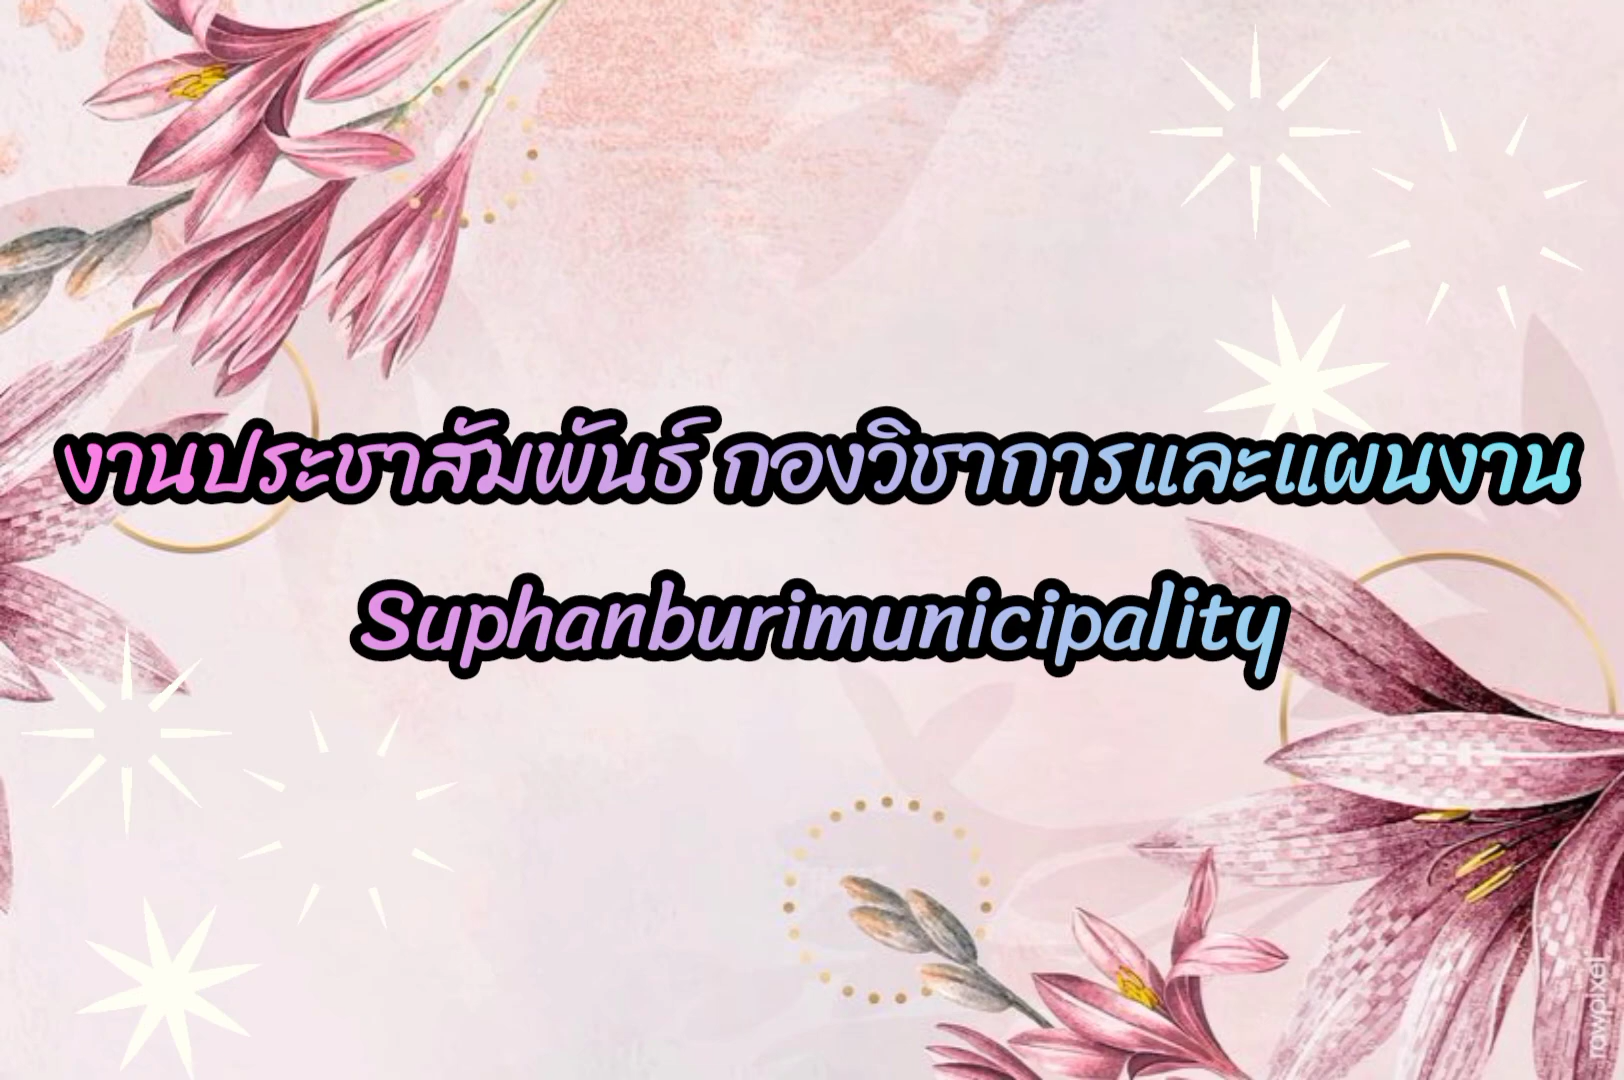 งานประชาสัมพันธ์ กองวิชาการและแผนงาน
Suphanburimunicipality
rawpixel